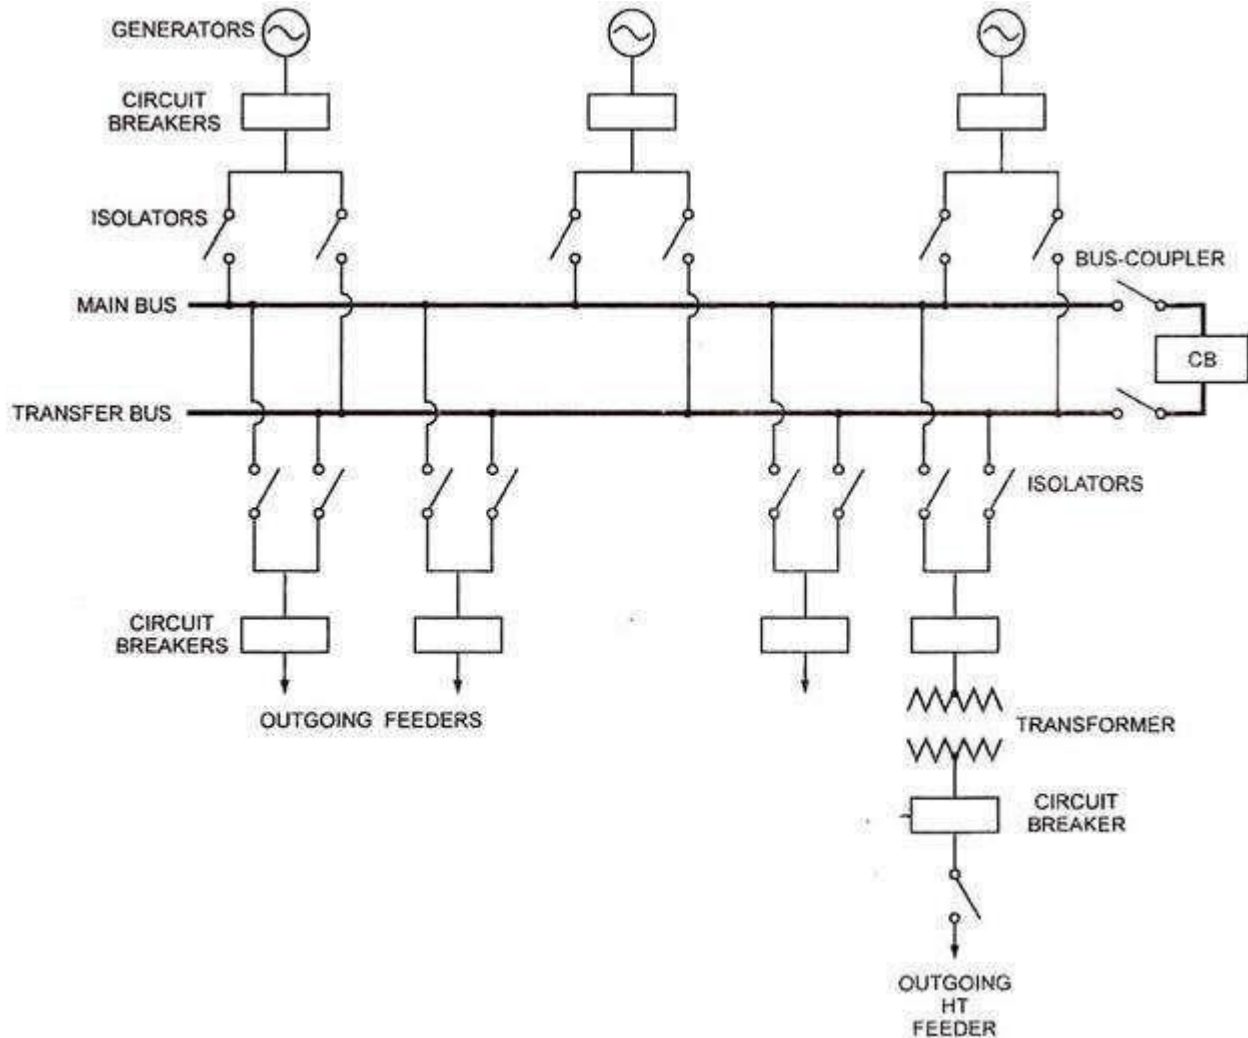 GENERATORS
CIRCUIT
BREAKERS
ISOLATORS
BUS-COUPLER
MAIN BUS
CB
TRANSFER BUS
ISOLATORS
CIRCUIT
BREAKERS
OUTGOING FEEDERS
TRANSFORMER
CIRCUIT
BREAKER
OUTGOING
HT
FEEDER